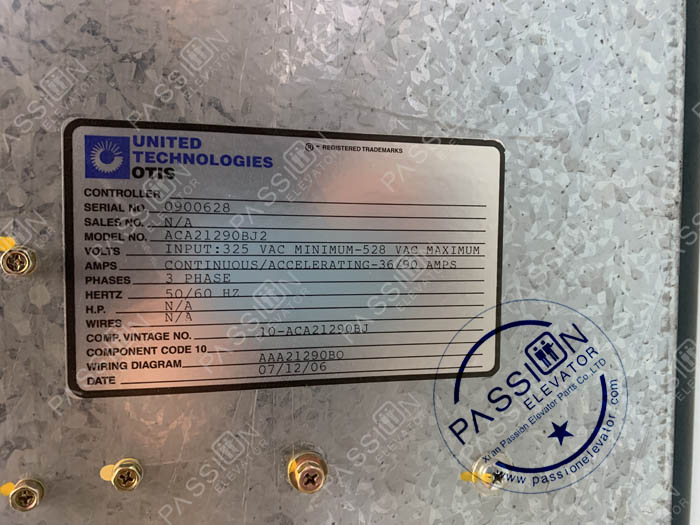 UNITED
TECHNOLOGIES
OTIS
® - REGISTERED TRADEMARKS
CONTROLLER
SERIAL NO. 0900628
SALES NO. N/A
MODEL NO. ACA21290BJ2
VOLTS INPUT:325 VAC MINIMUM-528 VAC MAXIMUM
AMPS CONTINUOUS/ACCELERATING-36/90 AMPS
PHASES 3 PHASE
HERTZ 50/60 HZ
H.P. N/A
WIRES N/A
COMP. VINTAGE NO. 10-ACA21290BJ
COMPONENT CODE 10
WIRING DIAGRAM AAA21290BO
DATE 07/12/06
PASSION
ELEVATOR
Xi'an Passion Elevator Parts Co.,LTD
www.passionelevator.com